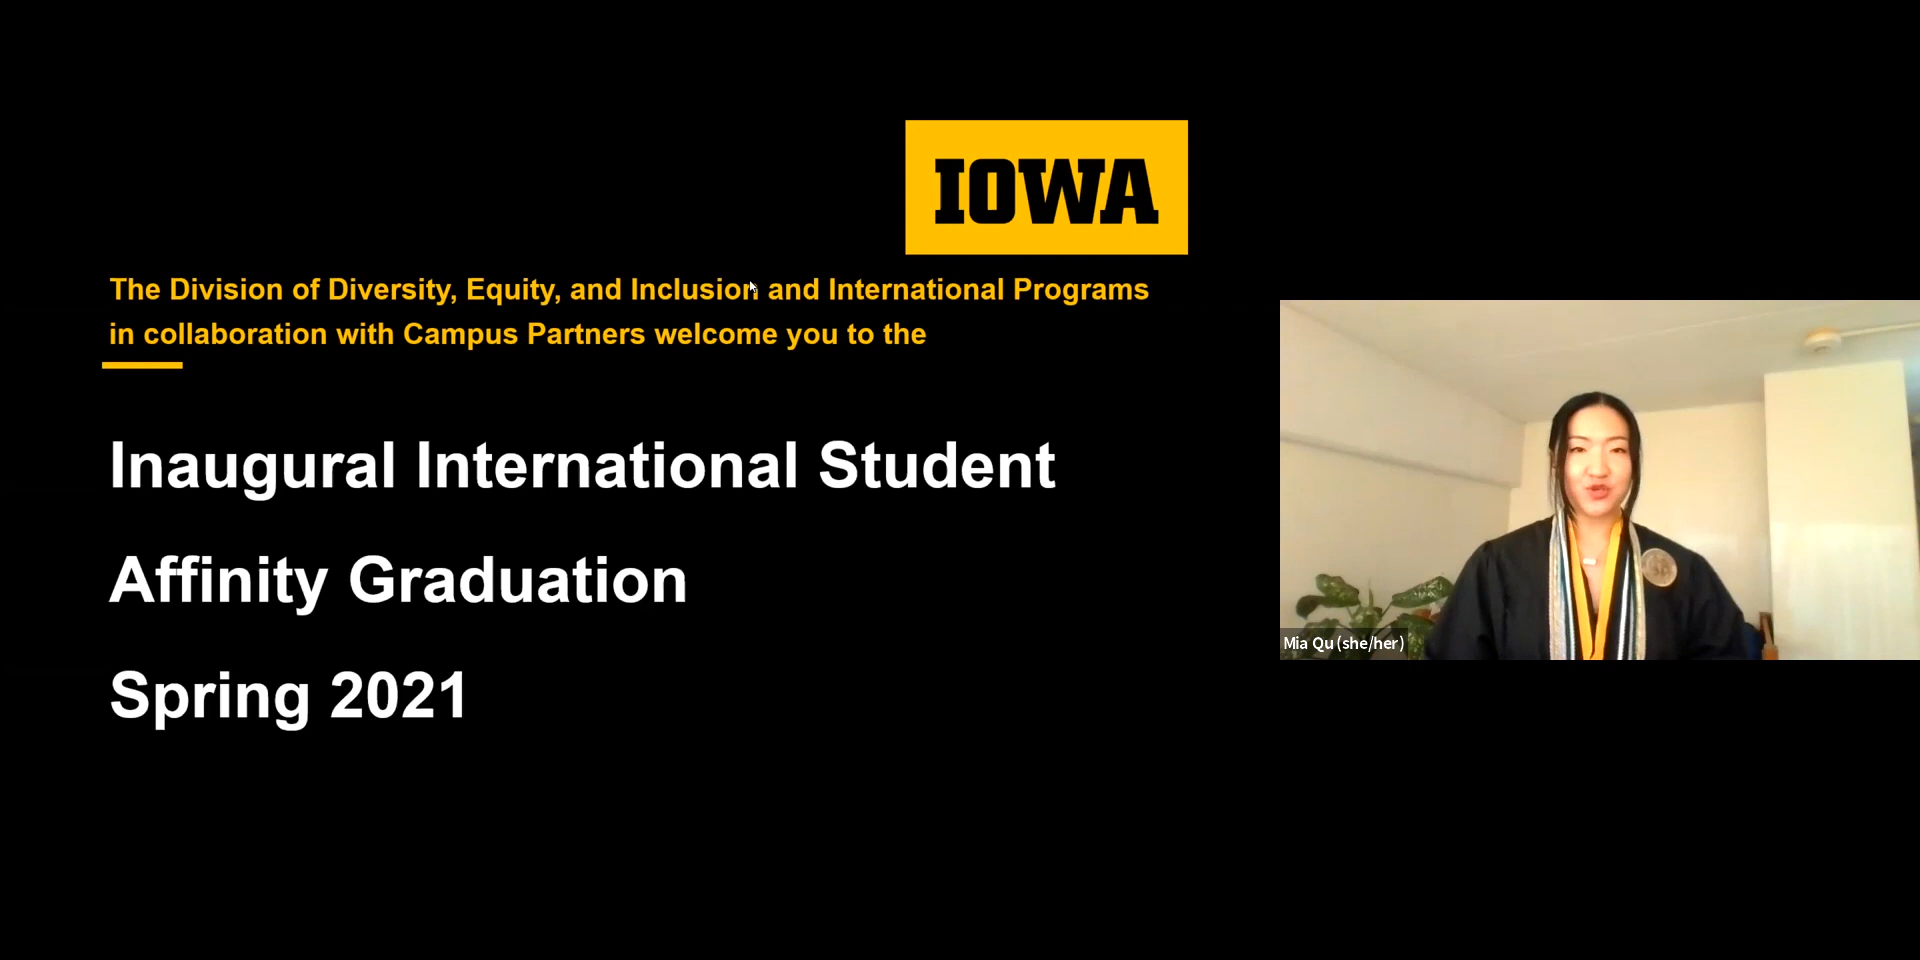 IOWA
The Division of Diversity, Equity, and Inclusion and International Programs
in collaboration with Campus Partners welcome you to the
Inaugural International Student
Affinity Graduation
Spring 2021
Mia Qu (she/her)